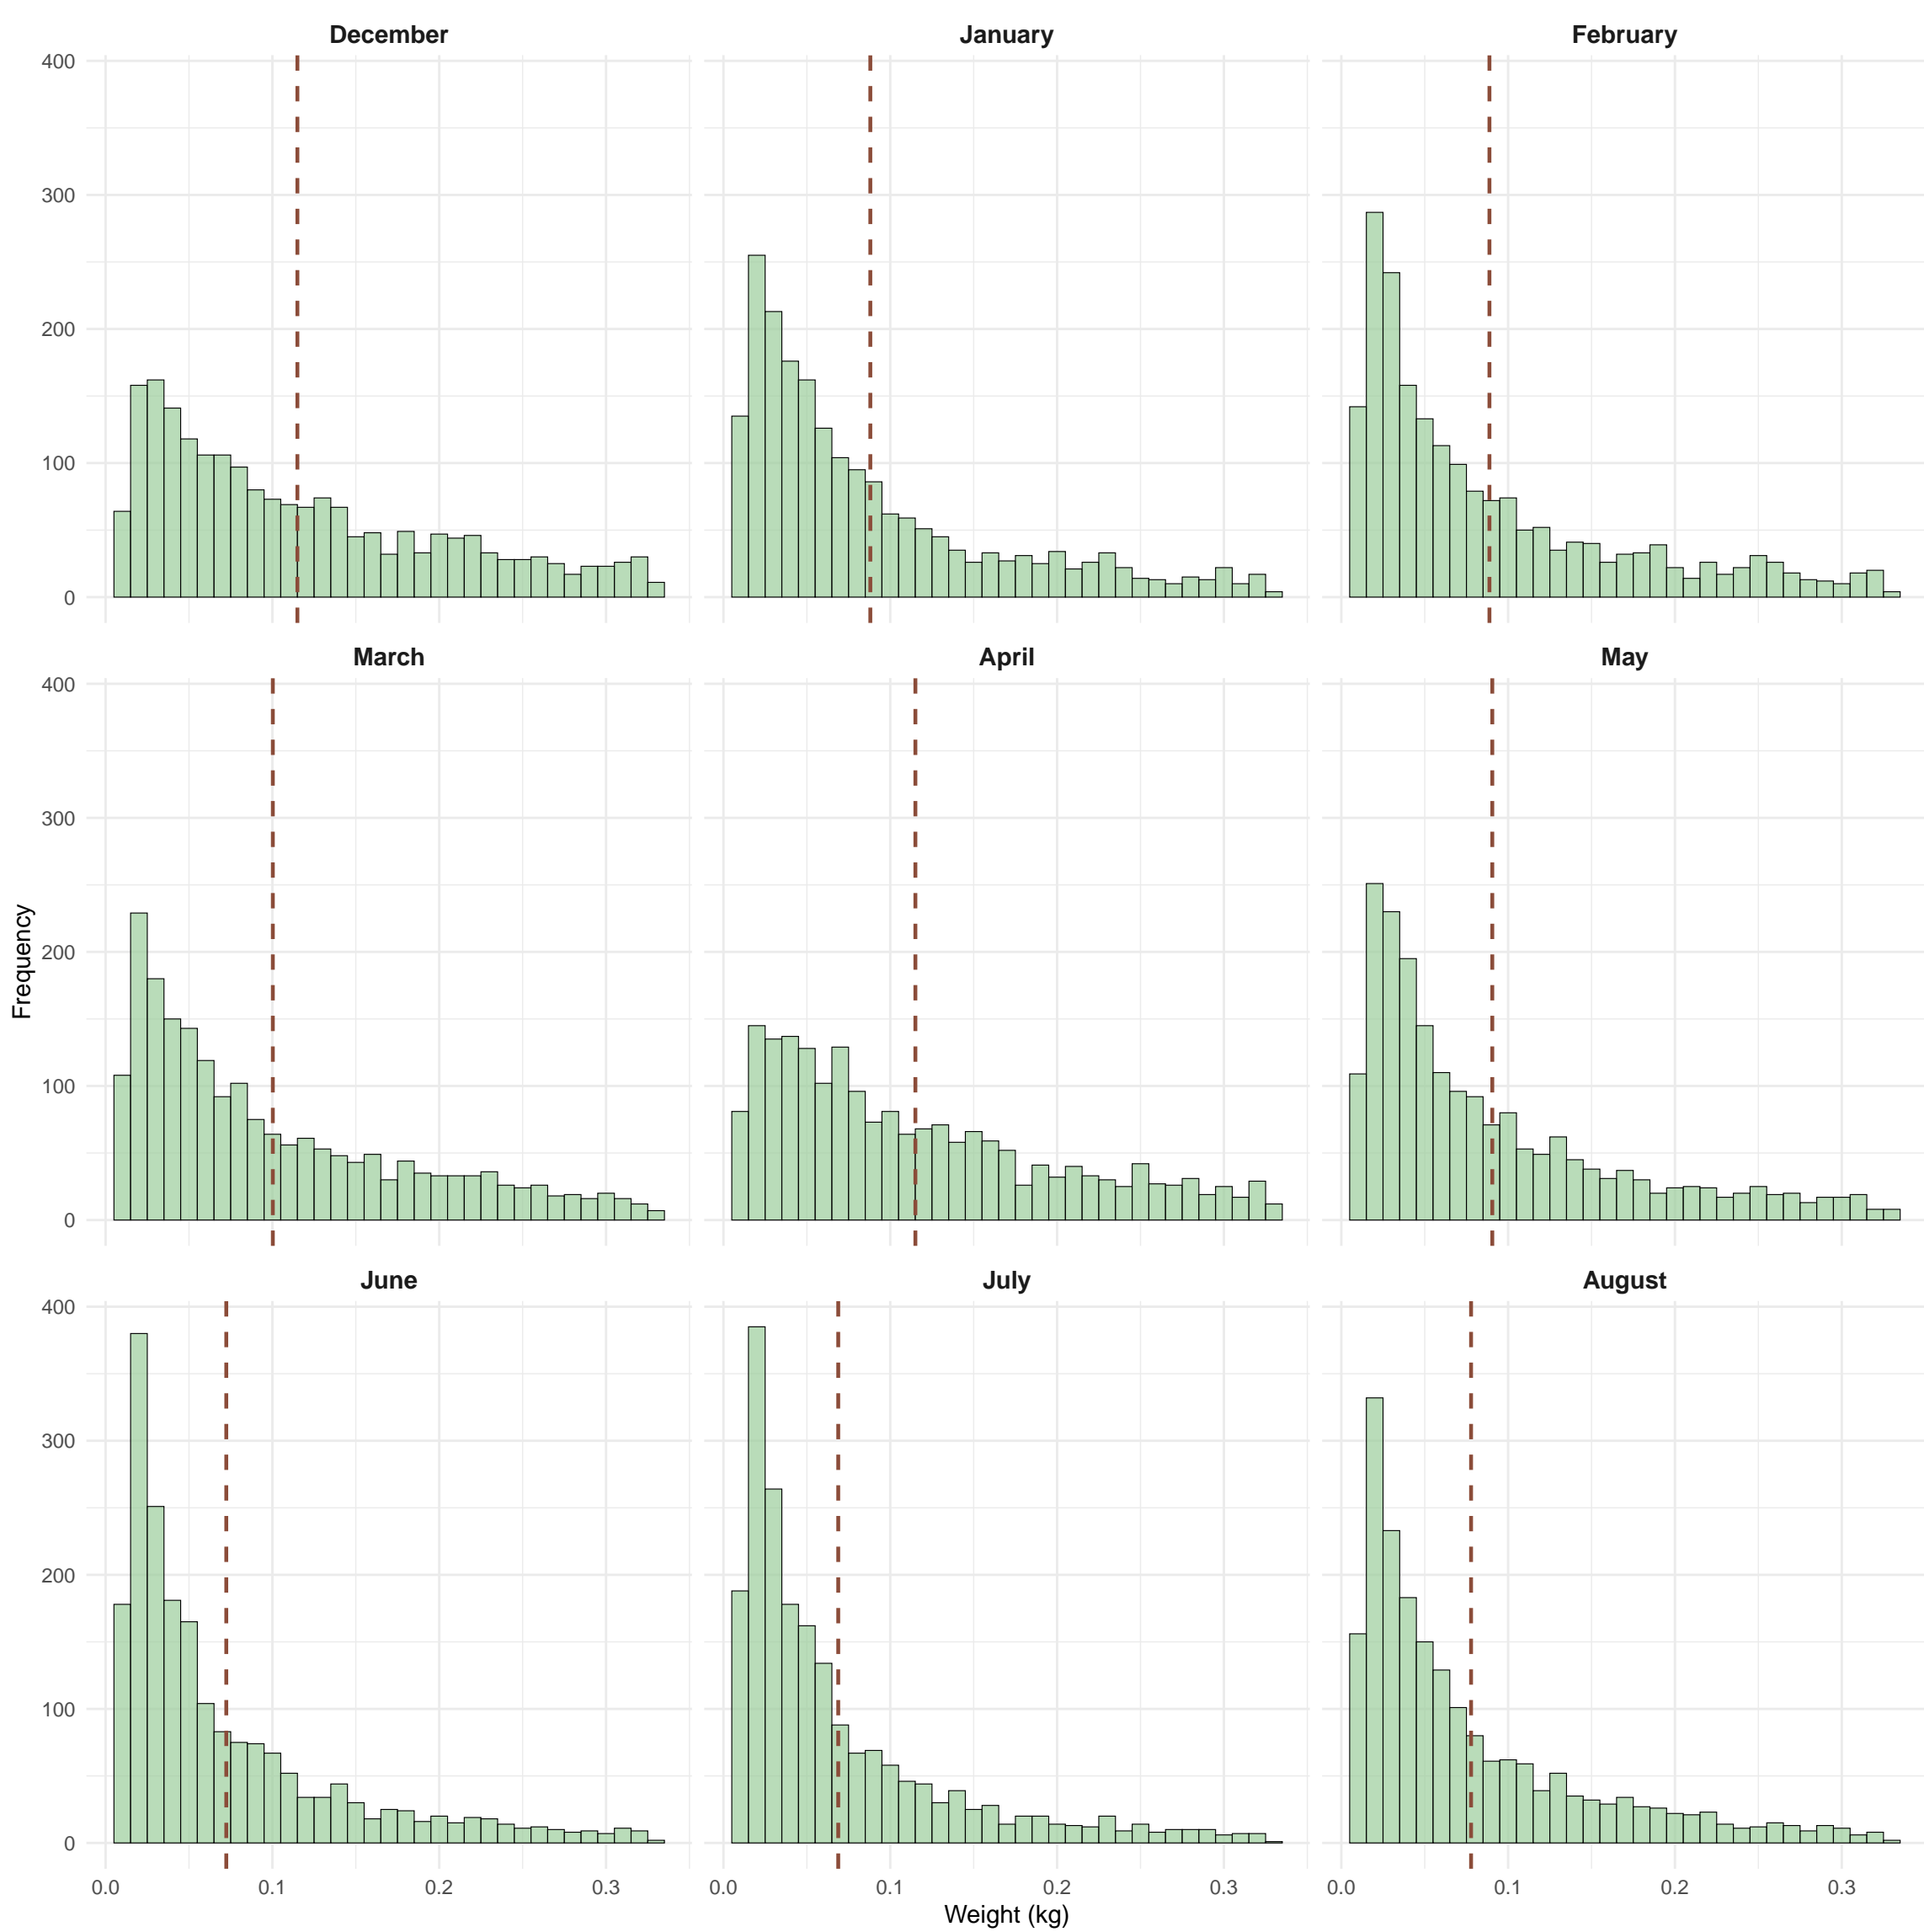 December January February
400
300
200
100
0
March April May
400
300
200
100
0
Frequency
June July August
400
300
200
100
0
0.0 0.1 0.2 0.3 0.0 0.1 0.2 0.3 0.0 0.1 0.2 0.3
Weight (kg)